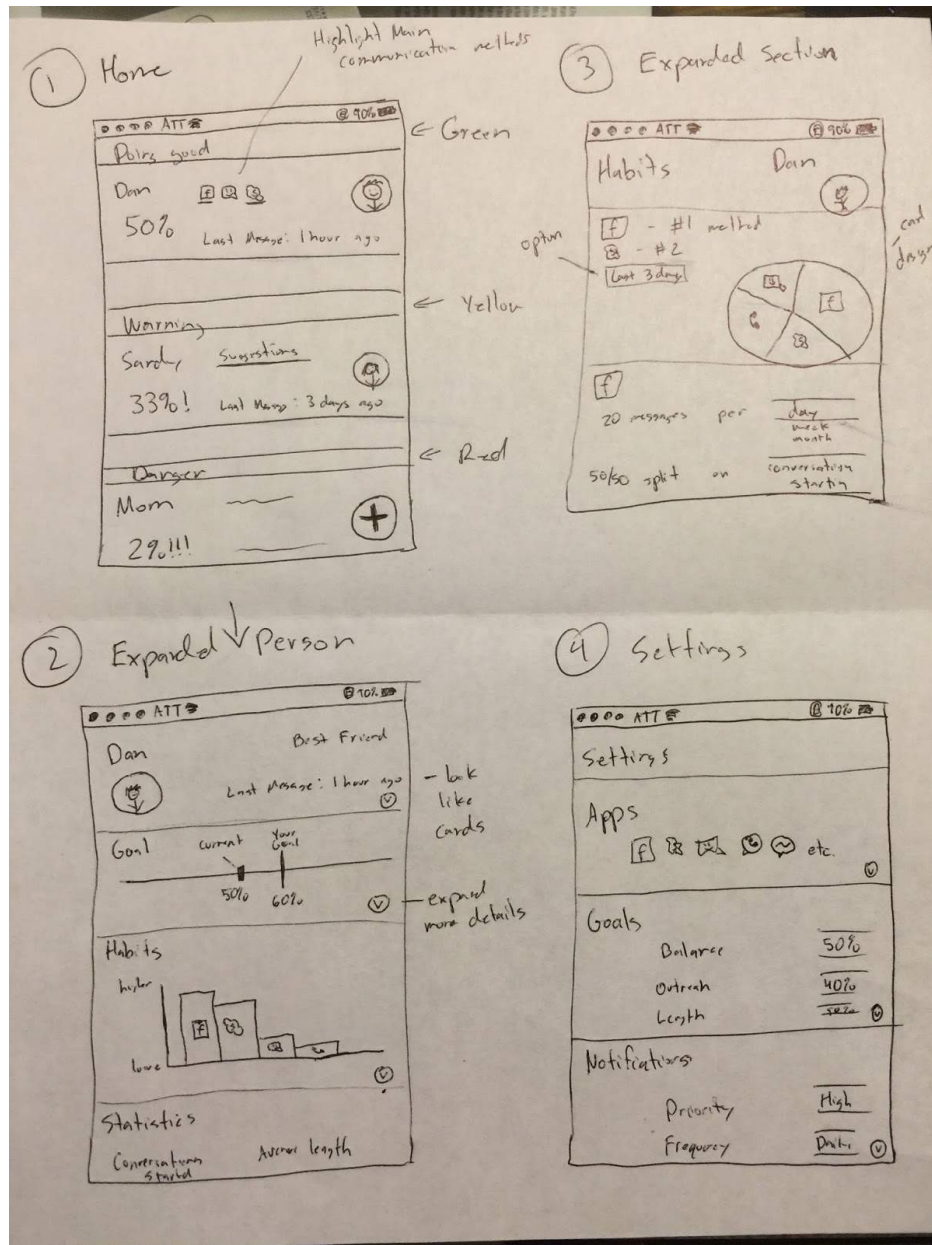 1 Home
Highlight Main
communication methods
ATT 90%
← Green
Doing good
Dan
50%
Last Message: 1 hour ago
← Yellow
Warning
Sandy Suggestions
33%! Last Message: 3 days ago
← Red
Danger
Mom
2%!!!
+
3 Expanded Section
ATT 90%
Habits Dan
card
design
f - #1 method
- #2
option
Last 3 days
f
f
20 messages per day
week
month
50/50 split on conversation
starting
2 Expanded Person
ATT 90%
Dan Best Friend
Last Message: 1 hour ago
- look
like
cards
Goal current Your
Goal
50% 60%
- expand
more details
Habits
higher
f
lower
Statistics
Conversations
started
Average length
4 Settings
ATT 90%
Settings
Apps
f etc.
Goals
Balance 50%
Outreach 40%
Length
Notifications
Priority High
Frequency Daily